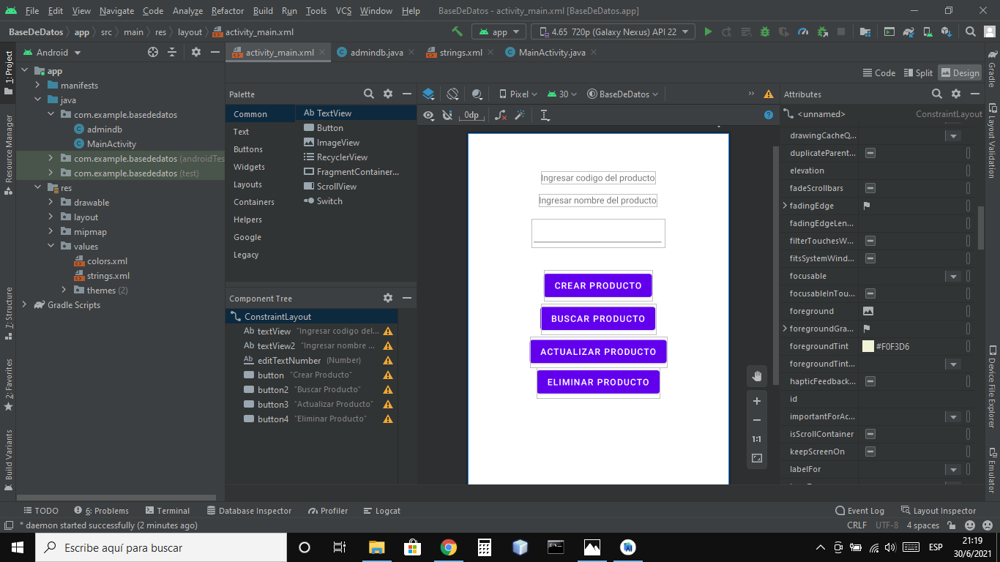 File Edit View Navigate Code Analyze Refactor Build Run Tools VCS Window Help BaseDeDatos - activity_main.xml [BaseDeDatos.app]
BaseDeDatos app src main res layout activity_main.xml app 4.65 720p (Galaxy Nexus) API 22
1: Project
Resource Manager
7: Structure
2: Favorites
Build Variants
Android
app
manifests
java
com.example.basededatos
admindb
MainActivity
com.example.basededatos (androidTes
com.example.basededatos (test)
res
drawable
layout
mipmap
values
colors.xml
strings.xml
themes (2)
Gradle Scripts
activity_main.xml admindb.java strings.xml MainActivity.java
Code Split Design
Palette
Common
Text
Buttons
Widgets
Layouts
Containers
Helpers
Google
Legacy
Ab TextView
Button
ImageView
RecyclerView
FragmentContainer...
ScrollView
Switch
Component Tree
ConstraintLayout
Ab textView "Ingresar codigo del...
Ab textView2 "Ingresar nombre ...
Ab editTextNumber (Number)
button "Crear Producto"
button2 "Buscar Producto"
button3 "Actualizar Producto"
button4 "Eliminar Producto"
Pixel 30 BaseDeDatos
0dp
Ingresar codigo del producto
Ingresar nombre del producto
CREAR PRODUCTO
BUSCAR PRODUCTO
ACTUALIZAR PRODUCTO
ELIMINAR PRODUCTO
1:1
Attributes
<unnamed> ConstraintLayout
drawingCacheQ...
duplicateParent...
elevation
fadeScrollbars
fadingEdge
fadingEdgeLen...
filterTouchesW...
fitsSystemWind...
focusable
focusableInTou...
foreground
foregroundGra...
foregroundTint #F0F3D6
foregroundTint...
hapticFeedback...
id
importantForAc...
isScrollContainer
keepScreenOn
labelFor
Gradle
Layout Validation
Device File Explorer
Emulator
TODO 6: Problems Terminal Database Inspector Profiler Logcat Event Log Layout Inspector
* daemon started successfully (2 minutes ago) CRLF UTF-8 4 spaces
Escribe aquí para buscar
ESP
21:19
30/6/2021